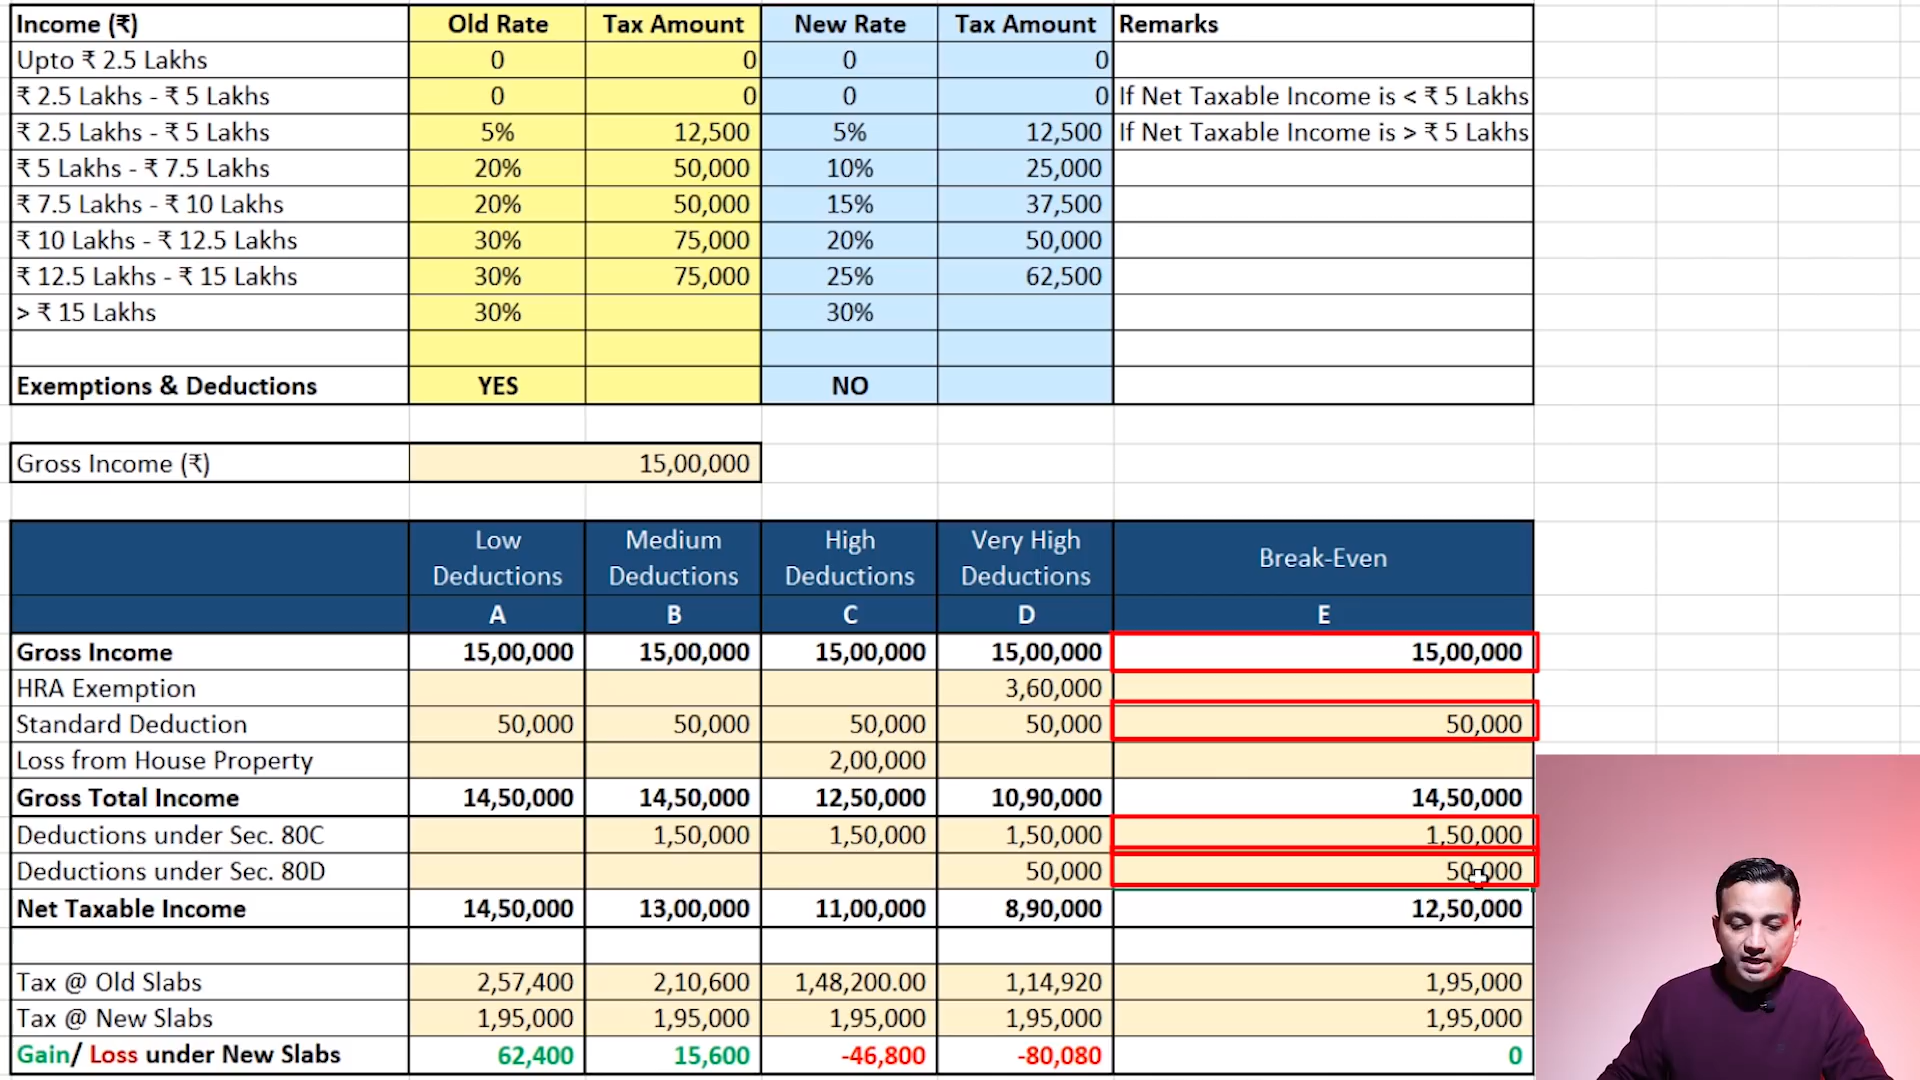 Income (₹) Old Rate Tax Amount New Rate Tax Amount Remarks
Upto ₹ 2.5 Lakhs 0 0 0 0
₹ 2.5 Lakhs - ₹ 5 Lakhs 0 0 0 0 If Net Taxable Income is < ₹ 5 Lakhs
₹ 2.5 Lakhs - ₹ 5 Lakhs 5% 12,500 5% 12,500 If Net Taxable Income is > ₹ 5 Lakhs
₹ 5 Lakhs - ₹ 7.5 Lakhs 20% 50,000 10% 25,000
₹ 7.5 Lakhs - ₹ 10 Lakhs 20% 50,000 15% 37,500
₹ 10 Lakhs - ₹ 12.5 Lakhs 30% 75,000 20% 50,000
₹ 12.5 Lakhs - ₹ 15 Lakhs 30% 75,000 25% 62,500
> ₹ 15 Lakhs 30% 30%
Exemptions & Deductions YES NO
Gross Income (₹) 15,00,000
Low Deductions Medium Deductions High Deductions Very High Deductions Break-Even
A B C D E
Gross Income 15,00,000 15,00,000 15,00,000 15,00,000 15,00,000
HRA Exemption 3,60,000
Standard Deduction 50,000 50,000 50,000 50,000 50,000
Loss from House Property 2,00,000
Gross Total Income 14,50,000 14,50,000 12,50,000 10,90,000 14,50,000
Deductions under Sec. 80C 1,50,000 1,50,000 1,50,000 1,50,000
Deductions under Sec. 80D 50,000 50,000
Net Taxable Income 14,50,000 13,00,000 11,00,000 8,90,000 12,50,000
Tax @ Old Slabs 2,57,400 2,10,600 1,48,200.00 1,14,920 1,95,000
Tax @ New Slabs 1,95,000 1,95,000 1,95,000 1,95,000 1,95,000
Gain/ Loss under New Slabs 62,400 15,600 -46,800 -80,080 0